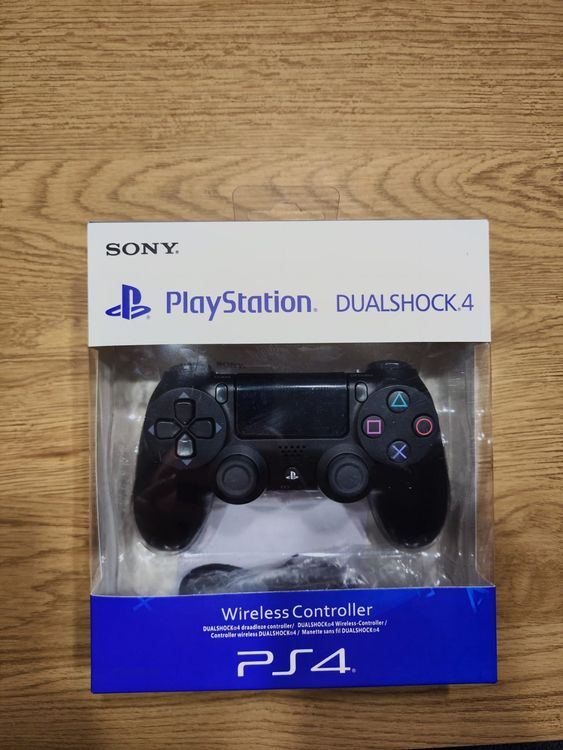 SONY®
PlayStation® DUALSHOCK®4
SONY
Wireless Controller
DUALSHOCK®4 draadloze controller/ DUALSHOCK®4 Wireless-Controller /
Controller wireless DUALSHOCK®4 / Manette sans fil DUALSHOCK®4
PS4®